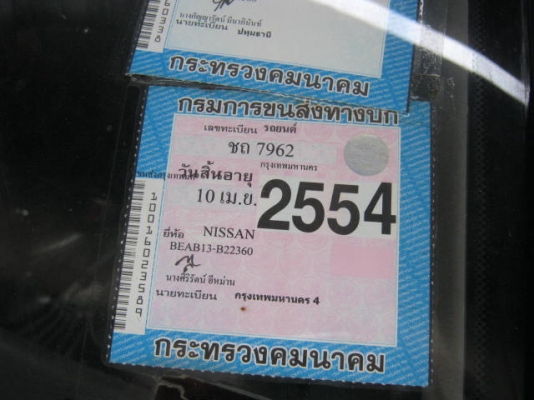 นายทะเบียน ปทุมธานี
กระทรวงคมนาคม
กรมการขนส่งทางบก
เลขทะเบียน รถยนต์
ชถ 7962
กรุงเทพมหานคร
วันสิ้นอายุ
10 เม.ย. 2554
ยี่ห้อ NISSAN
BEAB13-B22360
นายทะเบียน กรุงเทพมหานคร 4
10016023589
กระทรวงคมนาคม